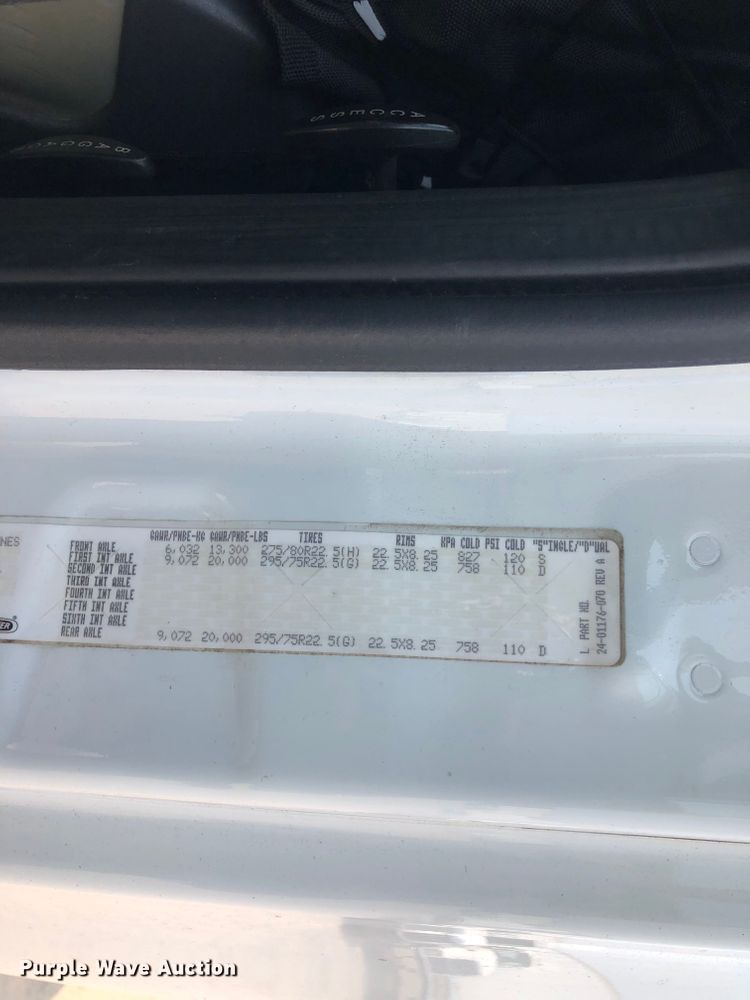 ACCESS
BAGGAG
NES
GAWR/PNBE-KG GAWR/PNBE-LBS TIRES RIMS KPA COLD PSI COLD "S"INGLE/"D"UAL
FRONT AXLE 6,032 13,300 275/80R22.5(H) 22.5X8.25 827 120 S
FIRST INT AXLE 9,072 20,000 295/75R22.5(G) 22.5X8.25 758 110 D
SECOND INT AXLE
THIRD INT AXLE
FOURTH INT AXLE
FIFTH INT AXLE
SIXTH INT AXLE
REAR AXLE 9,072 20,000 295/75R22.5(G) 22.5X8.25 758 110 D
L PART NO.
24-01176-070 REV A
ER
Purple Wave Auction